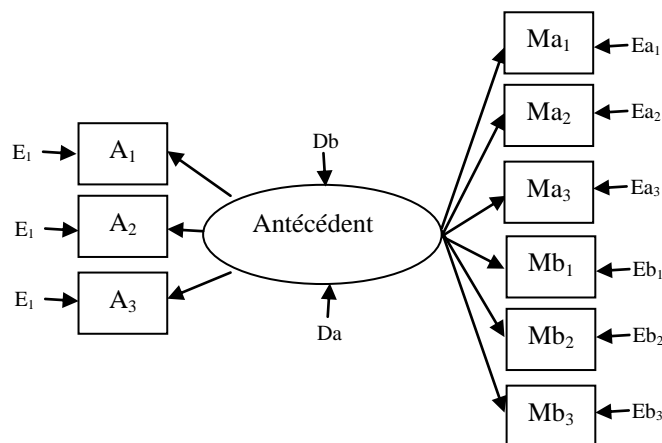 E₁
A₁
E₁
A₂
E₁
A₃
Db
Antécédent
Da
Ma₁
Ea₁
Ma₂
Ea₂
Ma₃
Ea₃
Mb₁
Eb₁
Mb₂
Eb₂
Mb₃
Eb₃